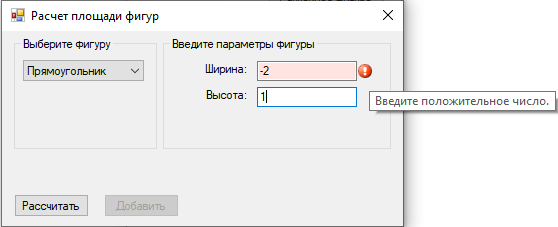 Расчет площади фигур
Выберите фигуру
Прямоугольник
Введите параметры фигуры
Ширина: -2
Высота: 1
Введите положительное число.
Рассчитать
Добавить